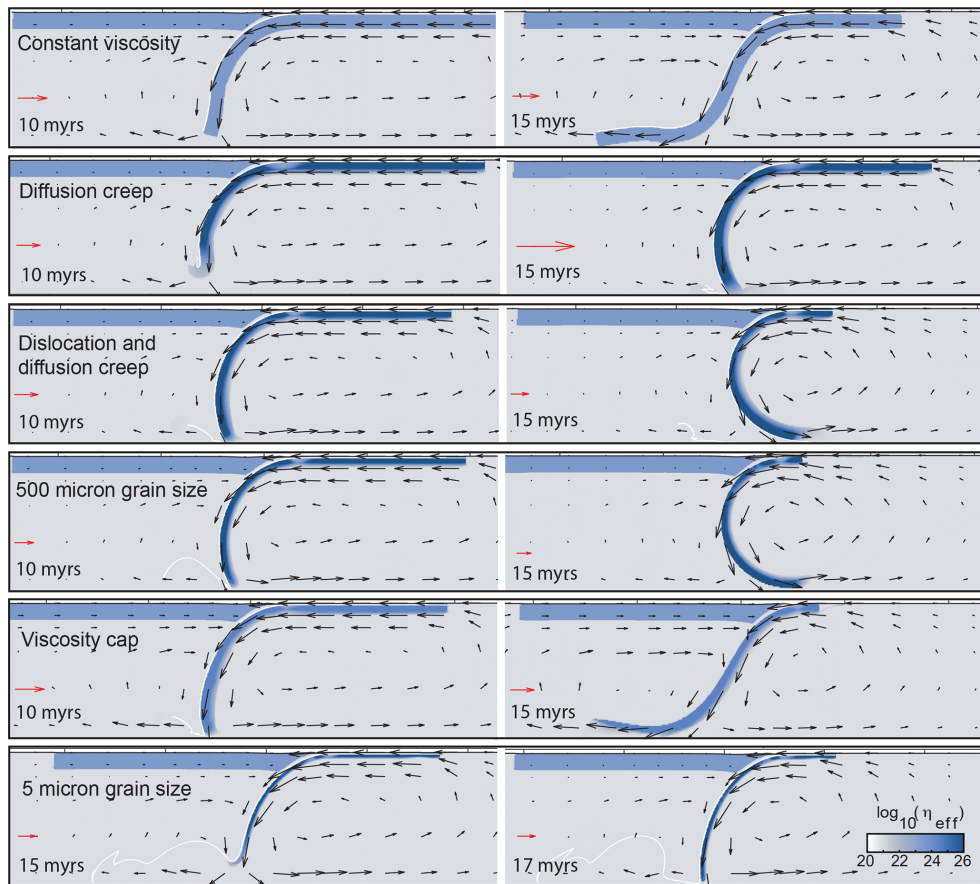 Constant viscosity
10 myrs
15 myrs
Diffusion creep
10 myrs
15 myrs
Dislocation and
diffusion creep
10 myrs
15 myrs
500 micron grain size
10 myrs
15 myrs
Viscosity cap
10 myrs
15 myrs
5 micron grain size
15 myrs
17 myrs
log10(η eff)
20 22 24 26